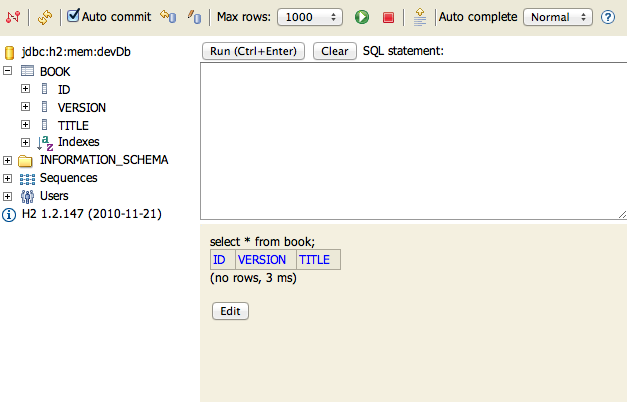 Auto commit Max rows: 1000 Auto complete Normal ?
jdbc:h2:mem:devDb
BOOK
ID
VERSION
TITLE
Indexes
INFORMATION_SCHEMA
Sequences
Users
H2 1.2.147 (2010-11-21)
Run (Ctrl+Enter) Clear SQL statement:
select * from book;
ID VERSION TITLE
(no rows, 3 ms)
Edit